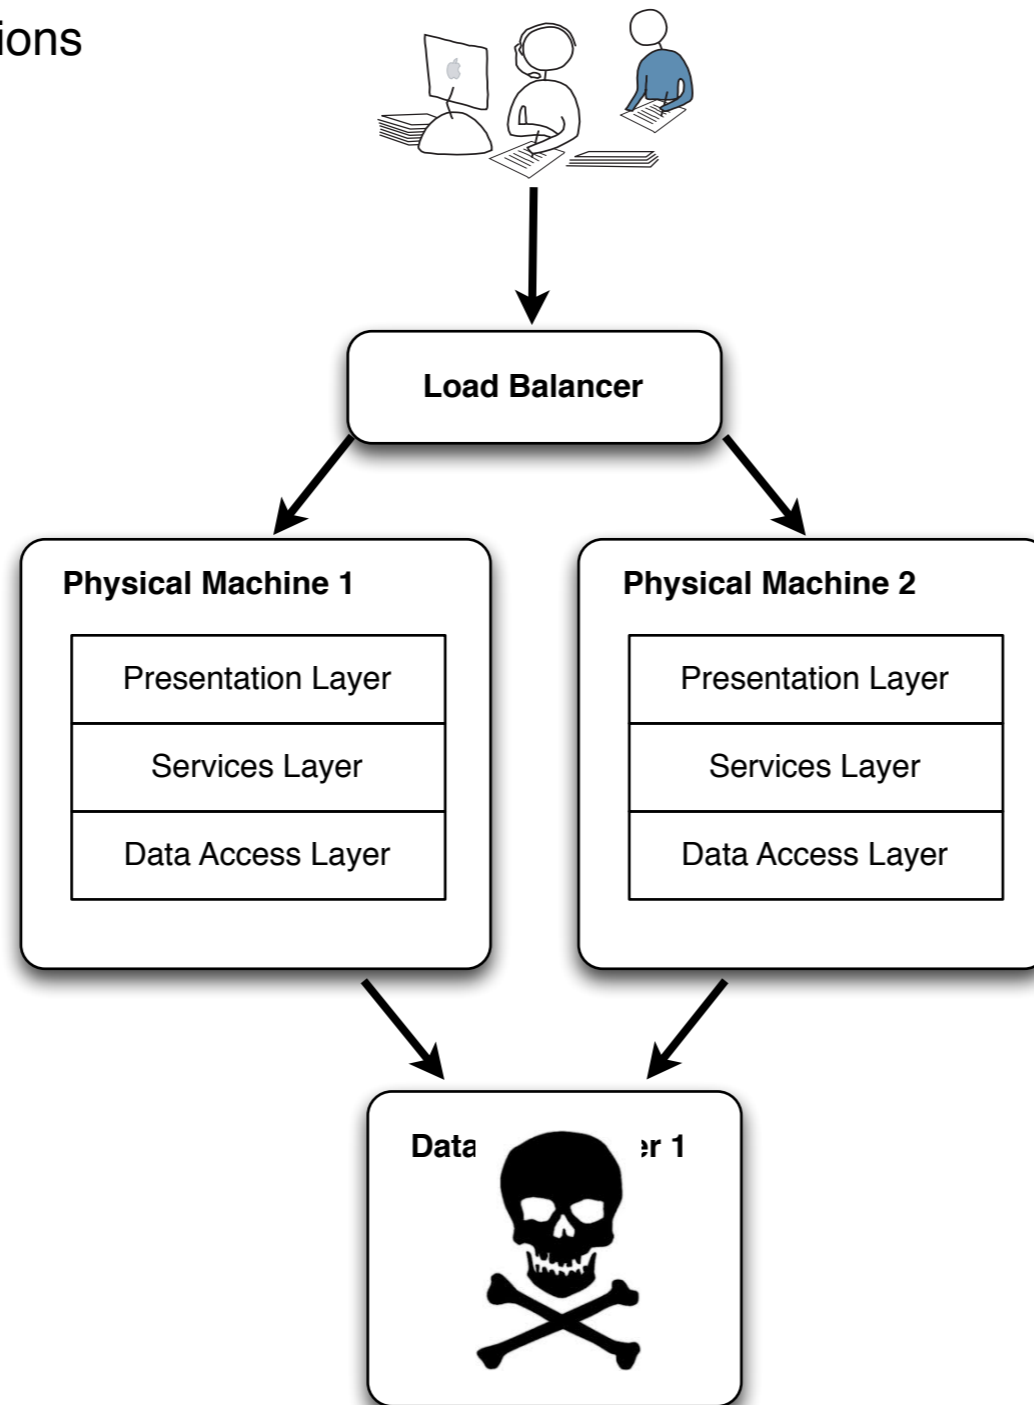 ions
Load Balancer
Physical Machine 1
Presentation Layer
Services Layer
Data Access Layer
Physical Machine 2
Presentation Layer
Services Layer
Data Access Layer
Data er 1